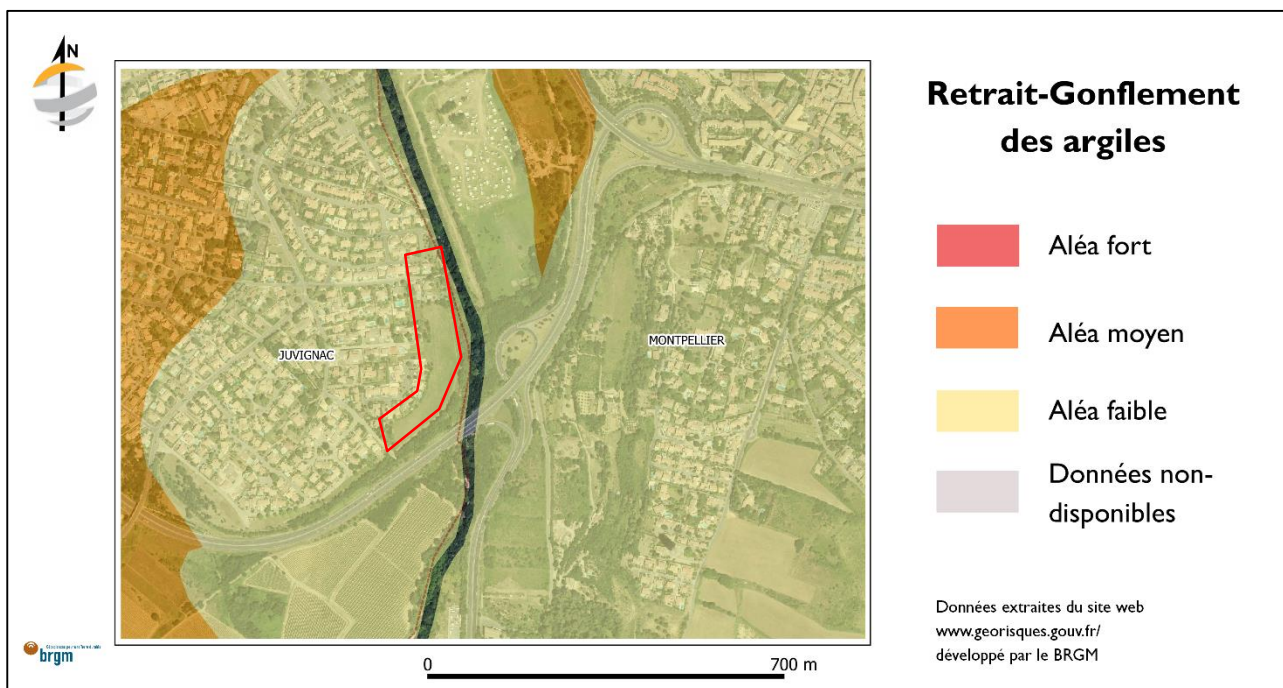 N
Retrait-Gonflement
des argiles
Aléa fort
JUVIGNAC
MONTPELLIER
Aléa moyen
Aléa faible
Données non-
disponibles
Données extraites du site web
www.georisques.gouv.fr/
développé par le BRGM
brgm
0
700 m